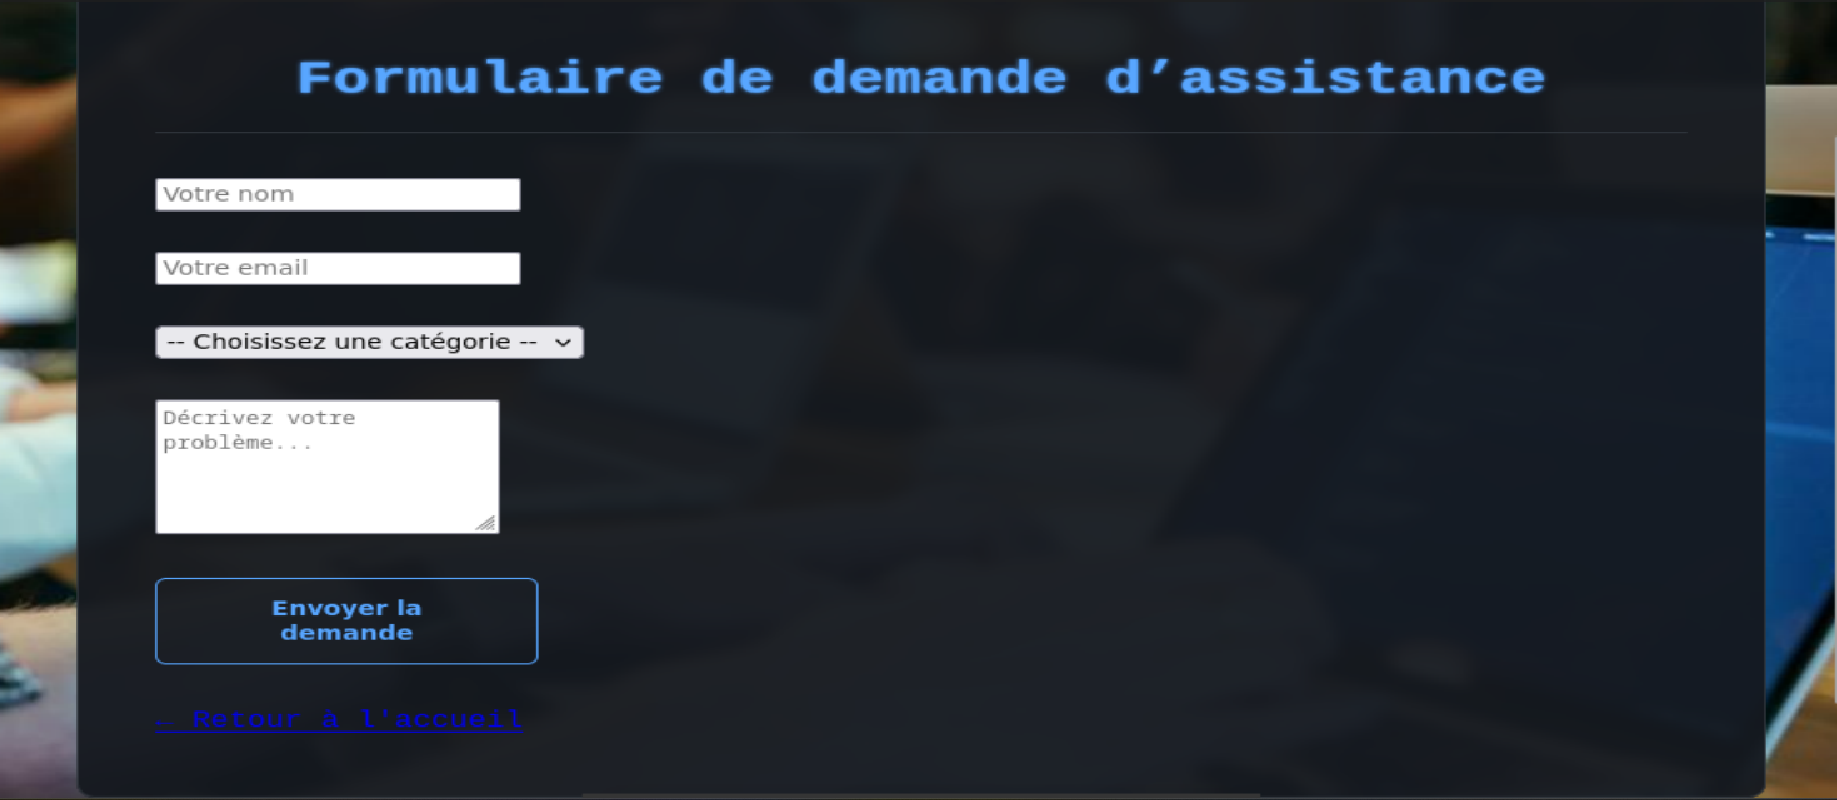 Formulaire de demande d’assistance
Votre nom
Votre email
-- Choisissez une catégorie --
Décrivez votre
problème...
Envoyer la
demande
← Retour à l'accueil